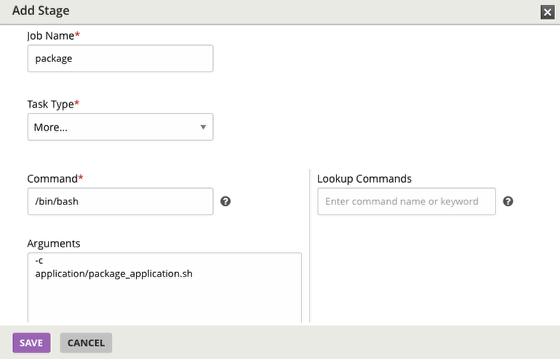 Add Stage
Job Name*
package
Task Type*
More...
Command*
/bin/bash
Lookup Commands
Enter command name or keyword
Arguments
-c
application/package_application.sh
SAVE
CANCEL